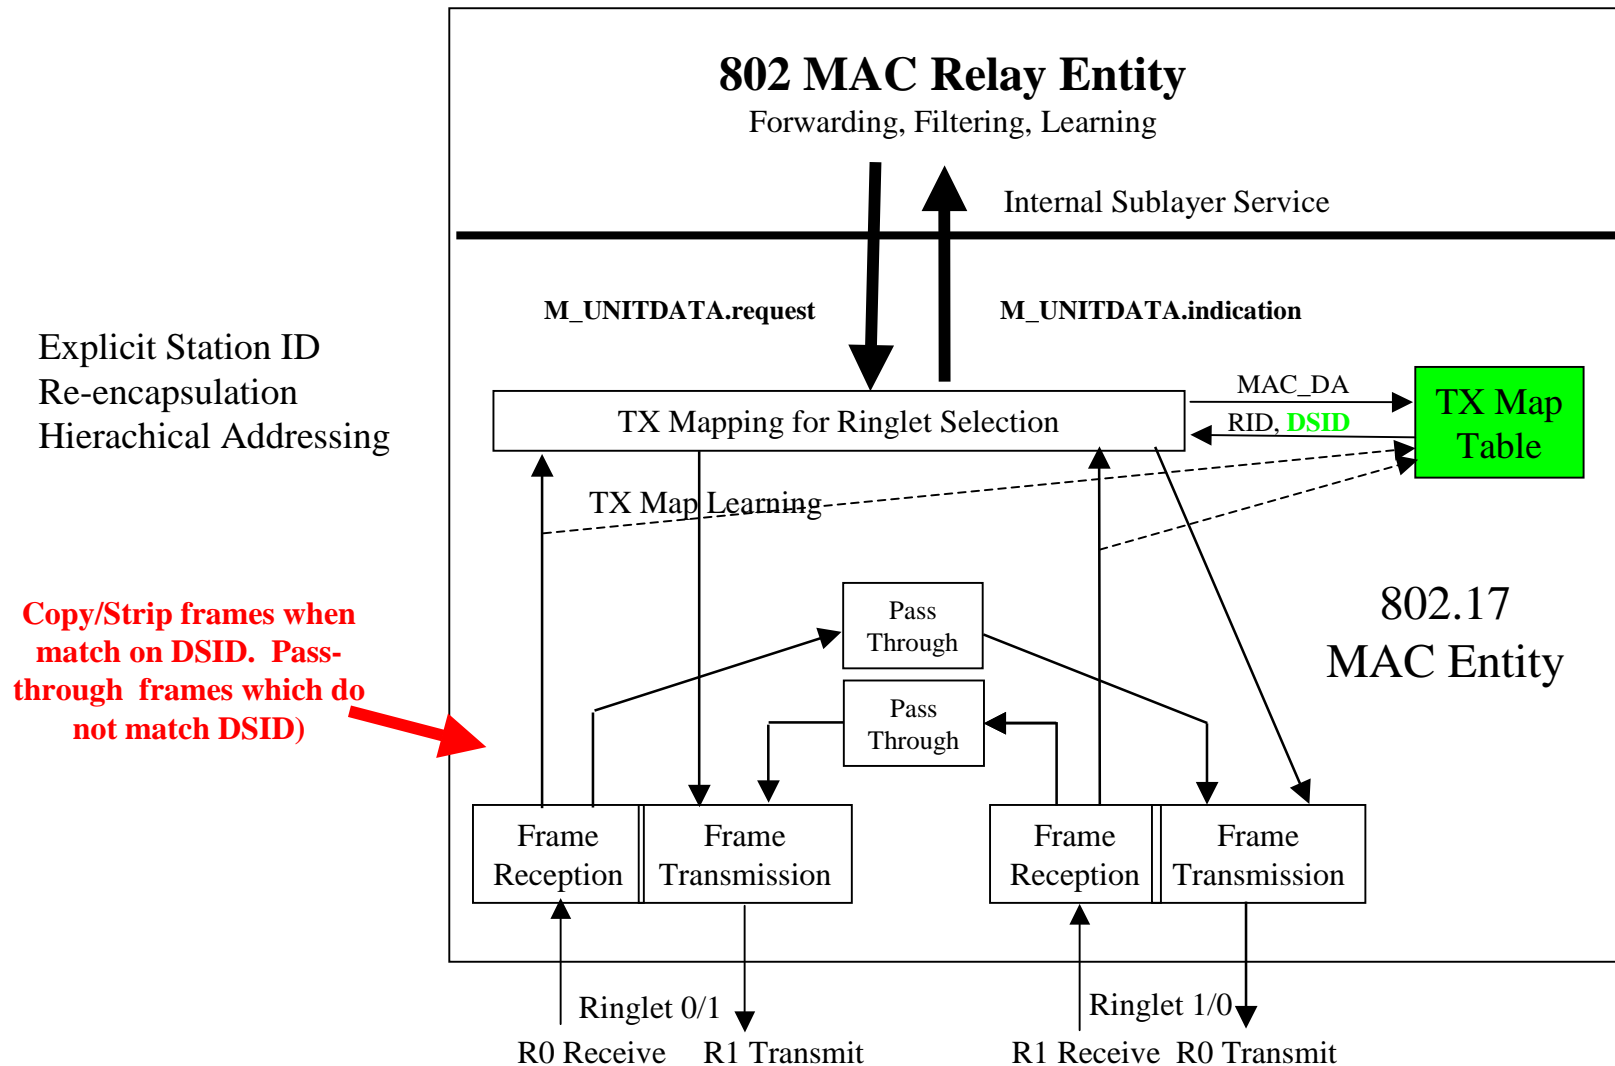 802 MAC Relay Entity
Forwarding, Filtering, Learning
Internal Sublayer Service
M_UNITDATA.request
M_UNITDATA.indication
Explicit Station ID
Re-encapsulation
Hierachical Addressing
TX Mapping for Ringlet Selection
MAC_DA
RID, DSID
TX Map
Table
TX Map Learning
Copy/Strip frames when
match on DSID. Pass-
through frames which do
not match DSID)
Pass
Through
Pass
Through
802.17
MAC Entity
Frame
Reception
Frame
Transmission
Frame
Reception
Frame
Transmission
Ringlet 0/1
Ringlet 1/0
R0 Receive
R1 Transmit
R1 Receive
R0 Transmit